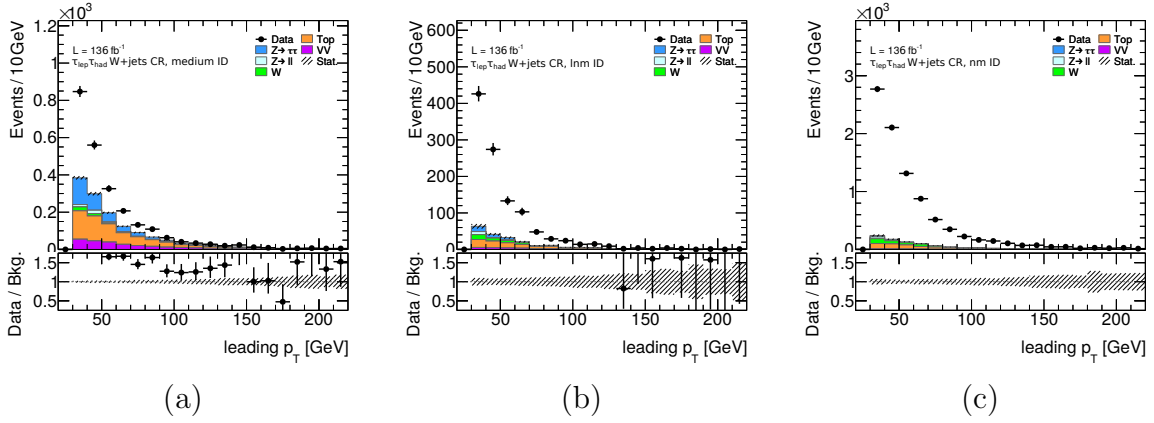 ×10³
Events / 10GeV
L = 136 fb⁻¹
τlepτhad W+jets CR, medium ID
Data
Z→ ττ
Z→ ll
W
Top
VV
Stat.
1.2
1
0.8
0.6
0.4
0.2
0
Data / Bkg.
1.5
1
0.5
50 100 150 200
leading pT [GeV]
(a)
Events / 10GeV
L = 136 fb⁻¹
τlepτhad W+jets CR, lnm ID
Data
Z→ ττ
Z→ ll
W
Top
VV
Stat.
600
500
400
300
200
100
0
Data / Bkg.
1.5
1
0.5
50 100 150 200
leading pT [GeV]
(b)
×10³
Events / 10GeV
L = 136 fb⁻¹
τlepτhad W+jets CR, nm ID
Data
Z→ ττ
Z→ ll
W
Top
VV
Stat.
3
2
1
0
Data / Bkg.
1.5
1
0.5
50 100 150 200
leading pT [GeV]
(c)